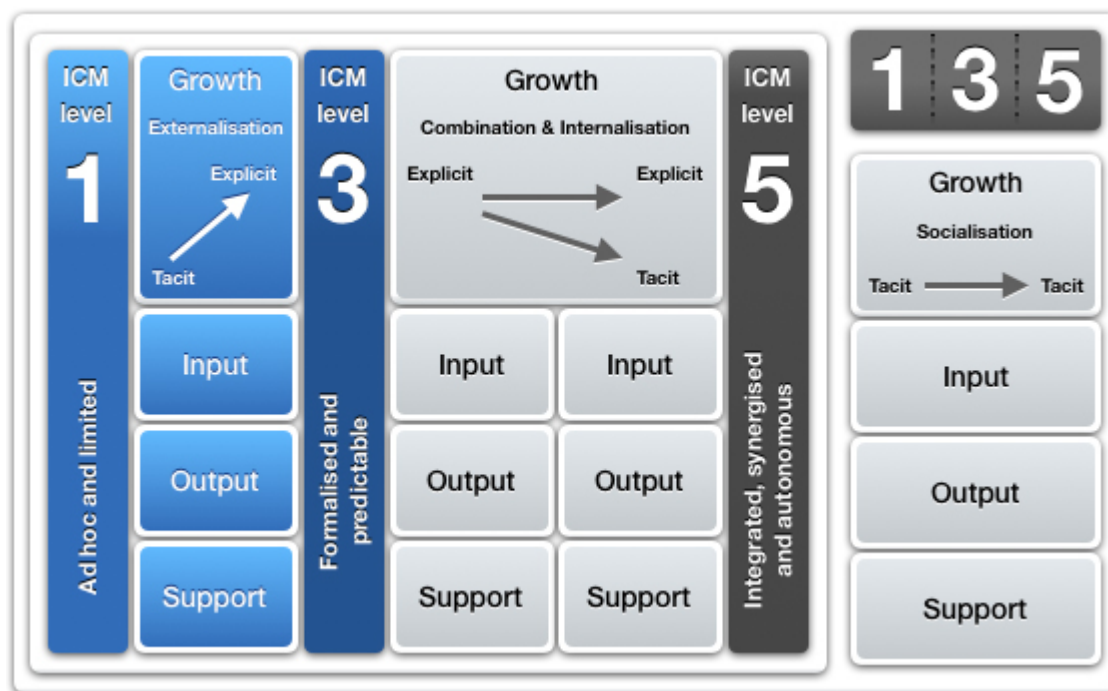 ICM
level
1
Ad hoc and limited
Growth
Externalisation
Explicit
Tacit
Input
Output
Support
ICM
level
3
Formalised and
predictable
Growth
Combination & Internalisation
Explicit
Explicit
Tacit
Input
Input
Output
Output
Support
Support
ICM
level
5
Integrated, synergised
and autonomous
1 3 5
Growth
Socialisation
Tacit
Tacit
Input
Output
Support